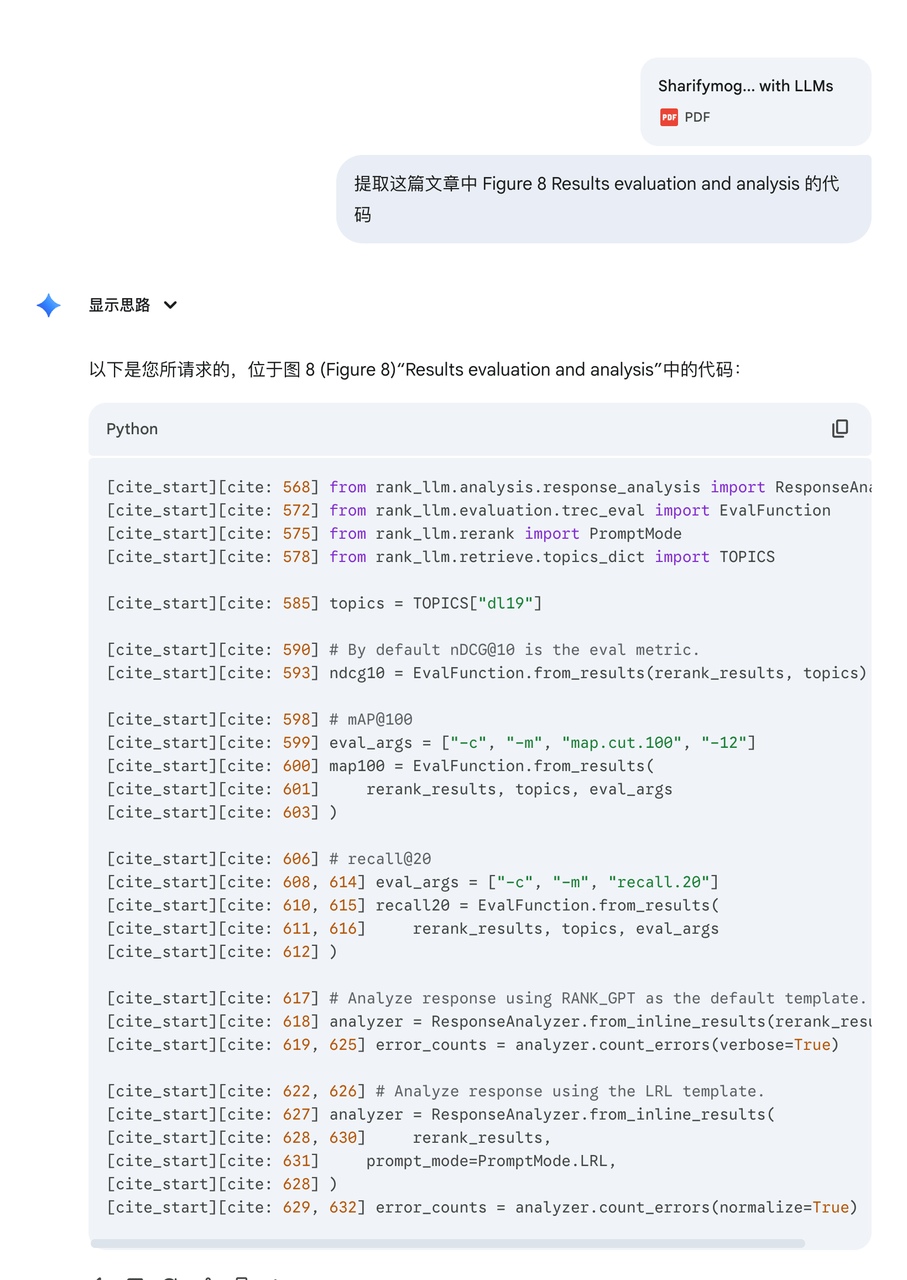 Sharifymog... with LLMs
PDF PDF
提取这篇文章中 Figure 8 Results evaluation and analysis 的代
码
显示思路
以下是您所请求的，位于图 8 (Figure 8)“Results evaluation and analysis”中的代码：
Python
[cite_start][cite: 568] from rank_llm.analysis.response_analysis import ResponseAna
[cite_start][cite: 572] from rank_llm.evaluation.trec_eval import EvalFunction
[cite_start][cite: 575] from rank_llm.rerank import PromptMode
[cite_start][cite: 578] from rank_llm.retrieve.topics_dict import TOPICS
[cite_start][cite: 585] topics = TOPICS["dl19"]
[cite_start][cite: 590] # By default nDCG@10 is the eval metric.
[cite_start][cite: 593] ndcg10 = EvalFunction.from_results(rerank_results, topics)
[cite_start][cite: 598] # mAP@100
[cite_start][cite: 599] eval_args = ["-c", "-m", "map.cut.100", "-12"]
[cite_start][cite: 600] map100 = EvalFunction.from_results(
[cite_start][cite: 601]     rerank_results, topics, eval_args
[cite_start][cite: 603] )
[cite_start][cite: 606] # recall@20
[cite_start][cite: 608, 614] eval_args = ["-c", "-m", "recall.20"]
[cite_start][cite: 610, 615] recall20 = EvalFunction.from_results(
[cite_start][cite: 611, 616]     rerank_results, topics, eval_args
[cite_start][cite: 612] )
[cite_start][cite: 617] # Analyze response using RANK_GPT as the default template.
[cite_start][cite: 618] analyzer = ResponseAnalyzer.from_inline_results(rerank_resu
[cite_start][cite: 619, 625] error_counts = analyzer.count_errors(verbose=True)
[cite_start][cite: 622, 626] # Analyze response using the LRL template.
[cite_start][cite: 627] analyzer = ResponseAnalyzer.from_inline_results(
[cite_start][cite: 628, 630]     rerank_results,
[cite_start][cite: 631]     prompt_mode=PromptMode.LRL,
[cite_start][cite: 628] )
[cite_start][cite: 629, 632] error_counts = analyzer.count_errors(normalize=True)